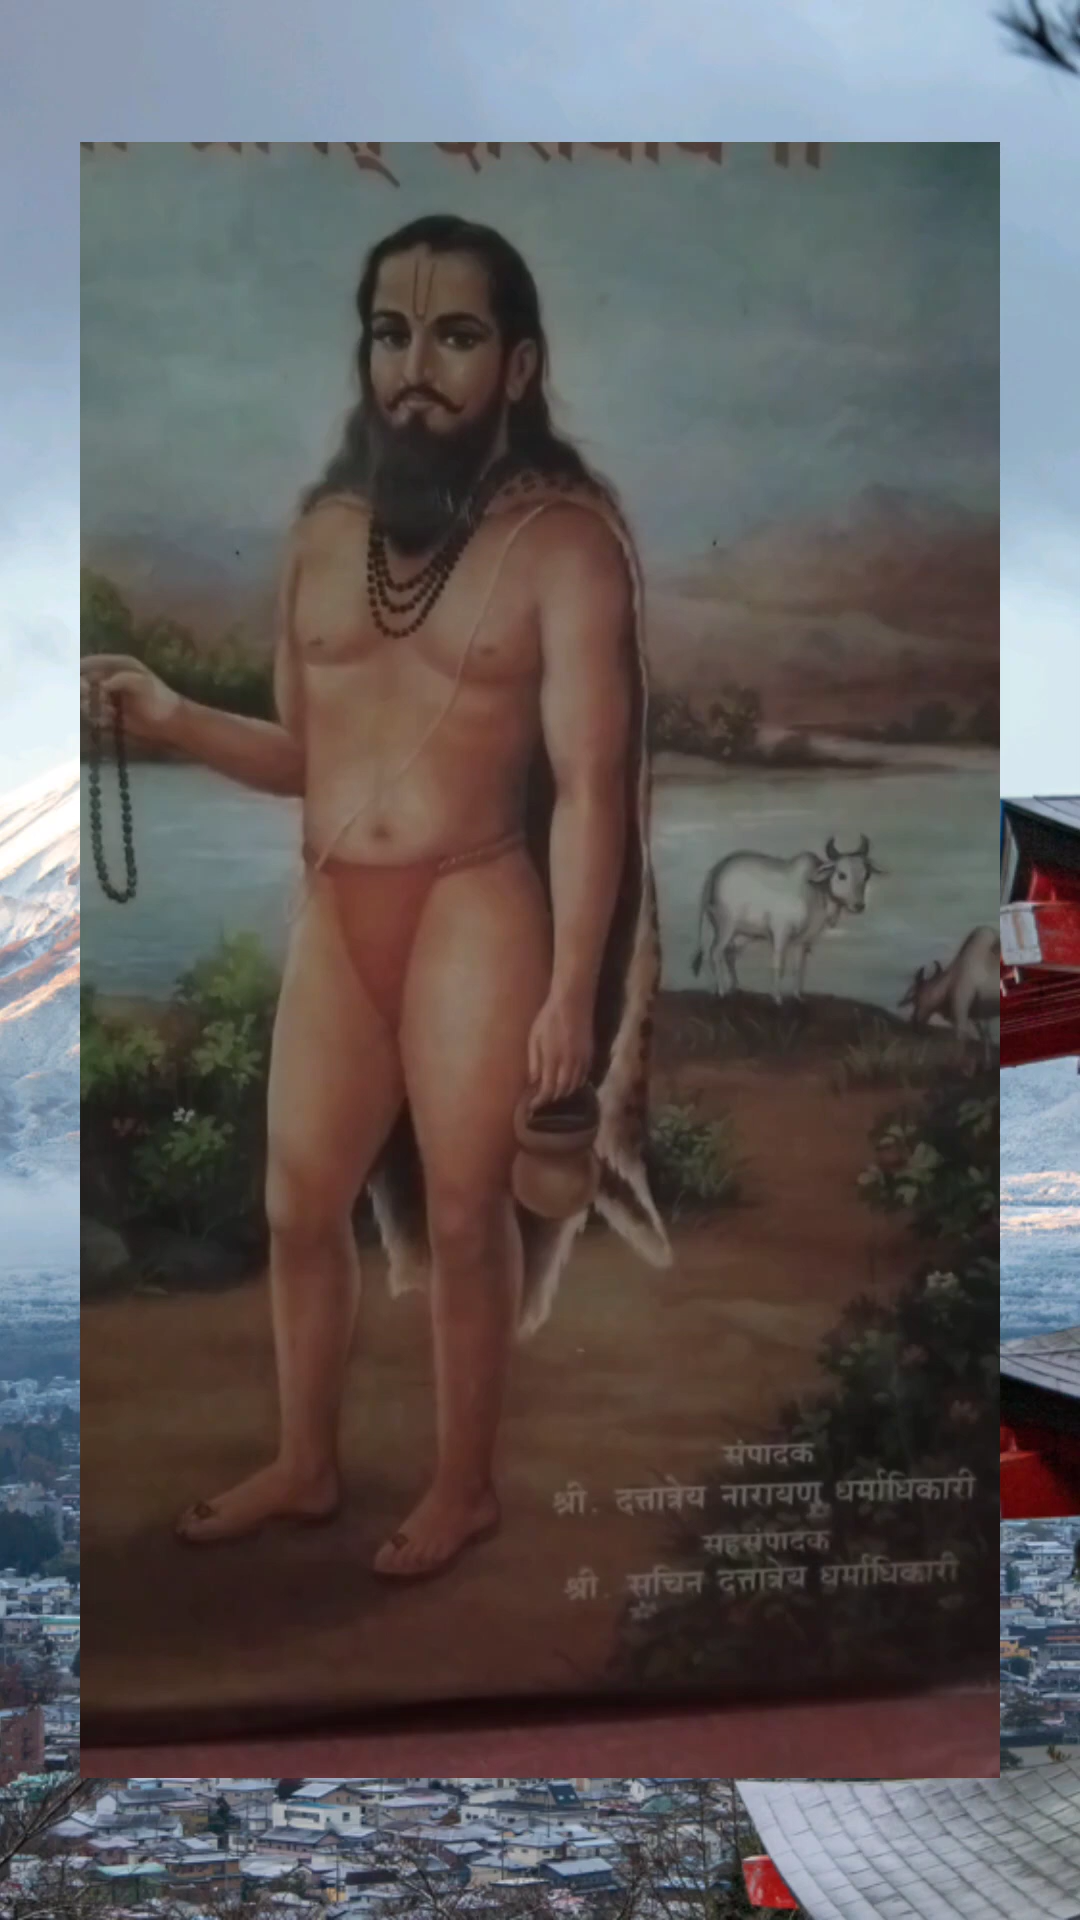 संपादक
श्री. दत्तात्रेय नारायण धर्माधिकारी
सहसंपादक
श्री. सचिन दत्तात्रेय धर्माधिकारी